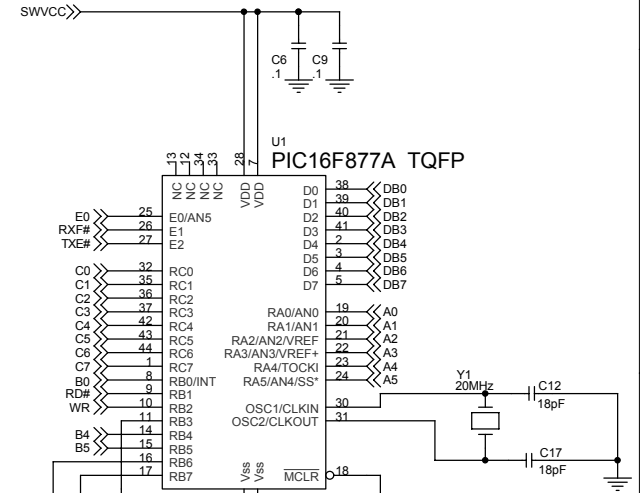 SWVCC
C6
.1
C9
.1
U1
PIC16F877A TQFP
13
12
34
33
28
7
NC
NC
NC
NC
VDD
VDD
E0 25 E0/AN5
RXF# 26 E1
TXE# 27 E2
C0 32 RC0
C1 35 RC1
C2 36 RC2
C3 37 RC3
C4 42 RC4
C5 43 RC5
C6 44 RC6
C7 1 RC7
B0 8 RB0/INT
RD# 9 RB1
WR 10 RB2
11 RB3
B4 14 RB4
B5 15 RB5
16 RB6
17 RB7
D0 38 DB0
D1 39 DB1
D2 40 DB2
D3 41 DB3
D4 2 DB4
D5 3 DB5
D6 4 DB6
D7 5 DB7
RA0/AN0 19 A0
RA1/AN1 20 A1
RA2/AN2/VREF 21 A2
RA3/AN3/VREF+ 22 A3
RA4/TOCKI 23 A4
RA5/AN4/SS* 24 A5
OSC1/CLKIN 30
OSC2/CLKOUT 31
Vss
Vss
MCLR 18
Y1
20MHz
C12
18pF
C17
18pF